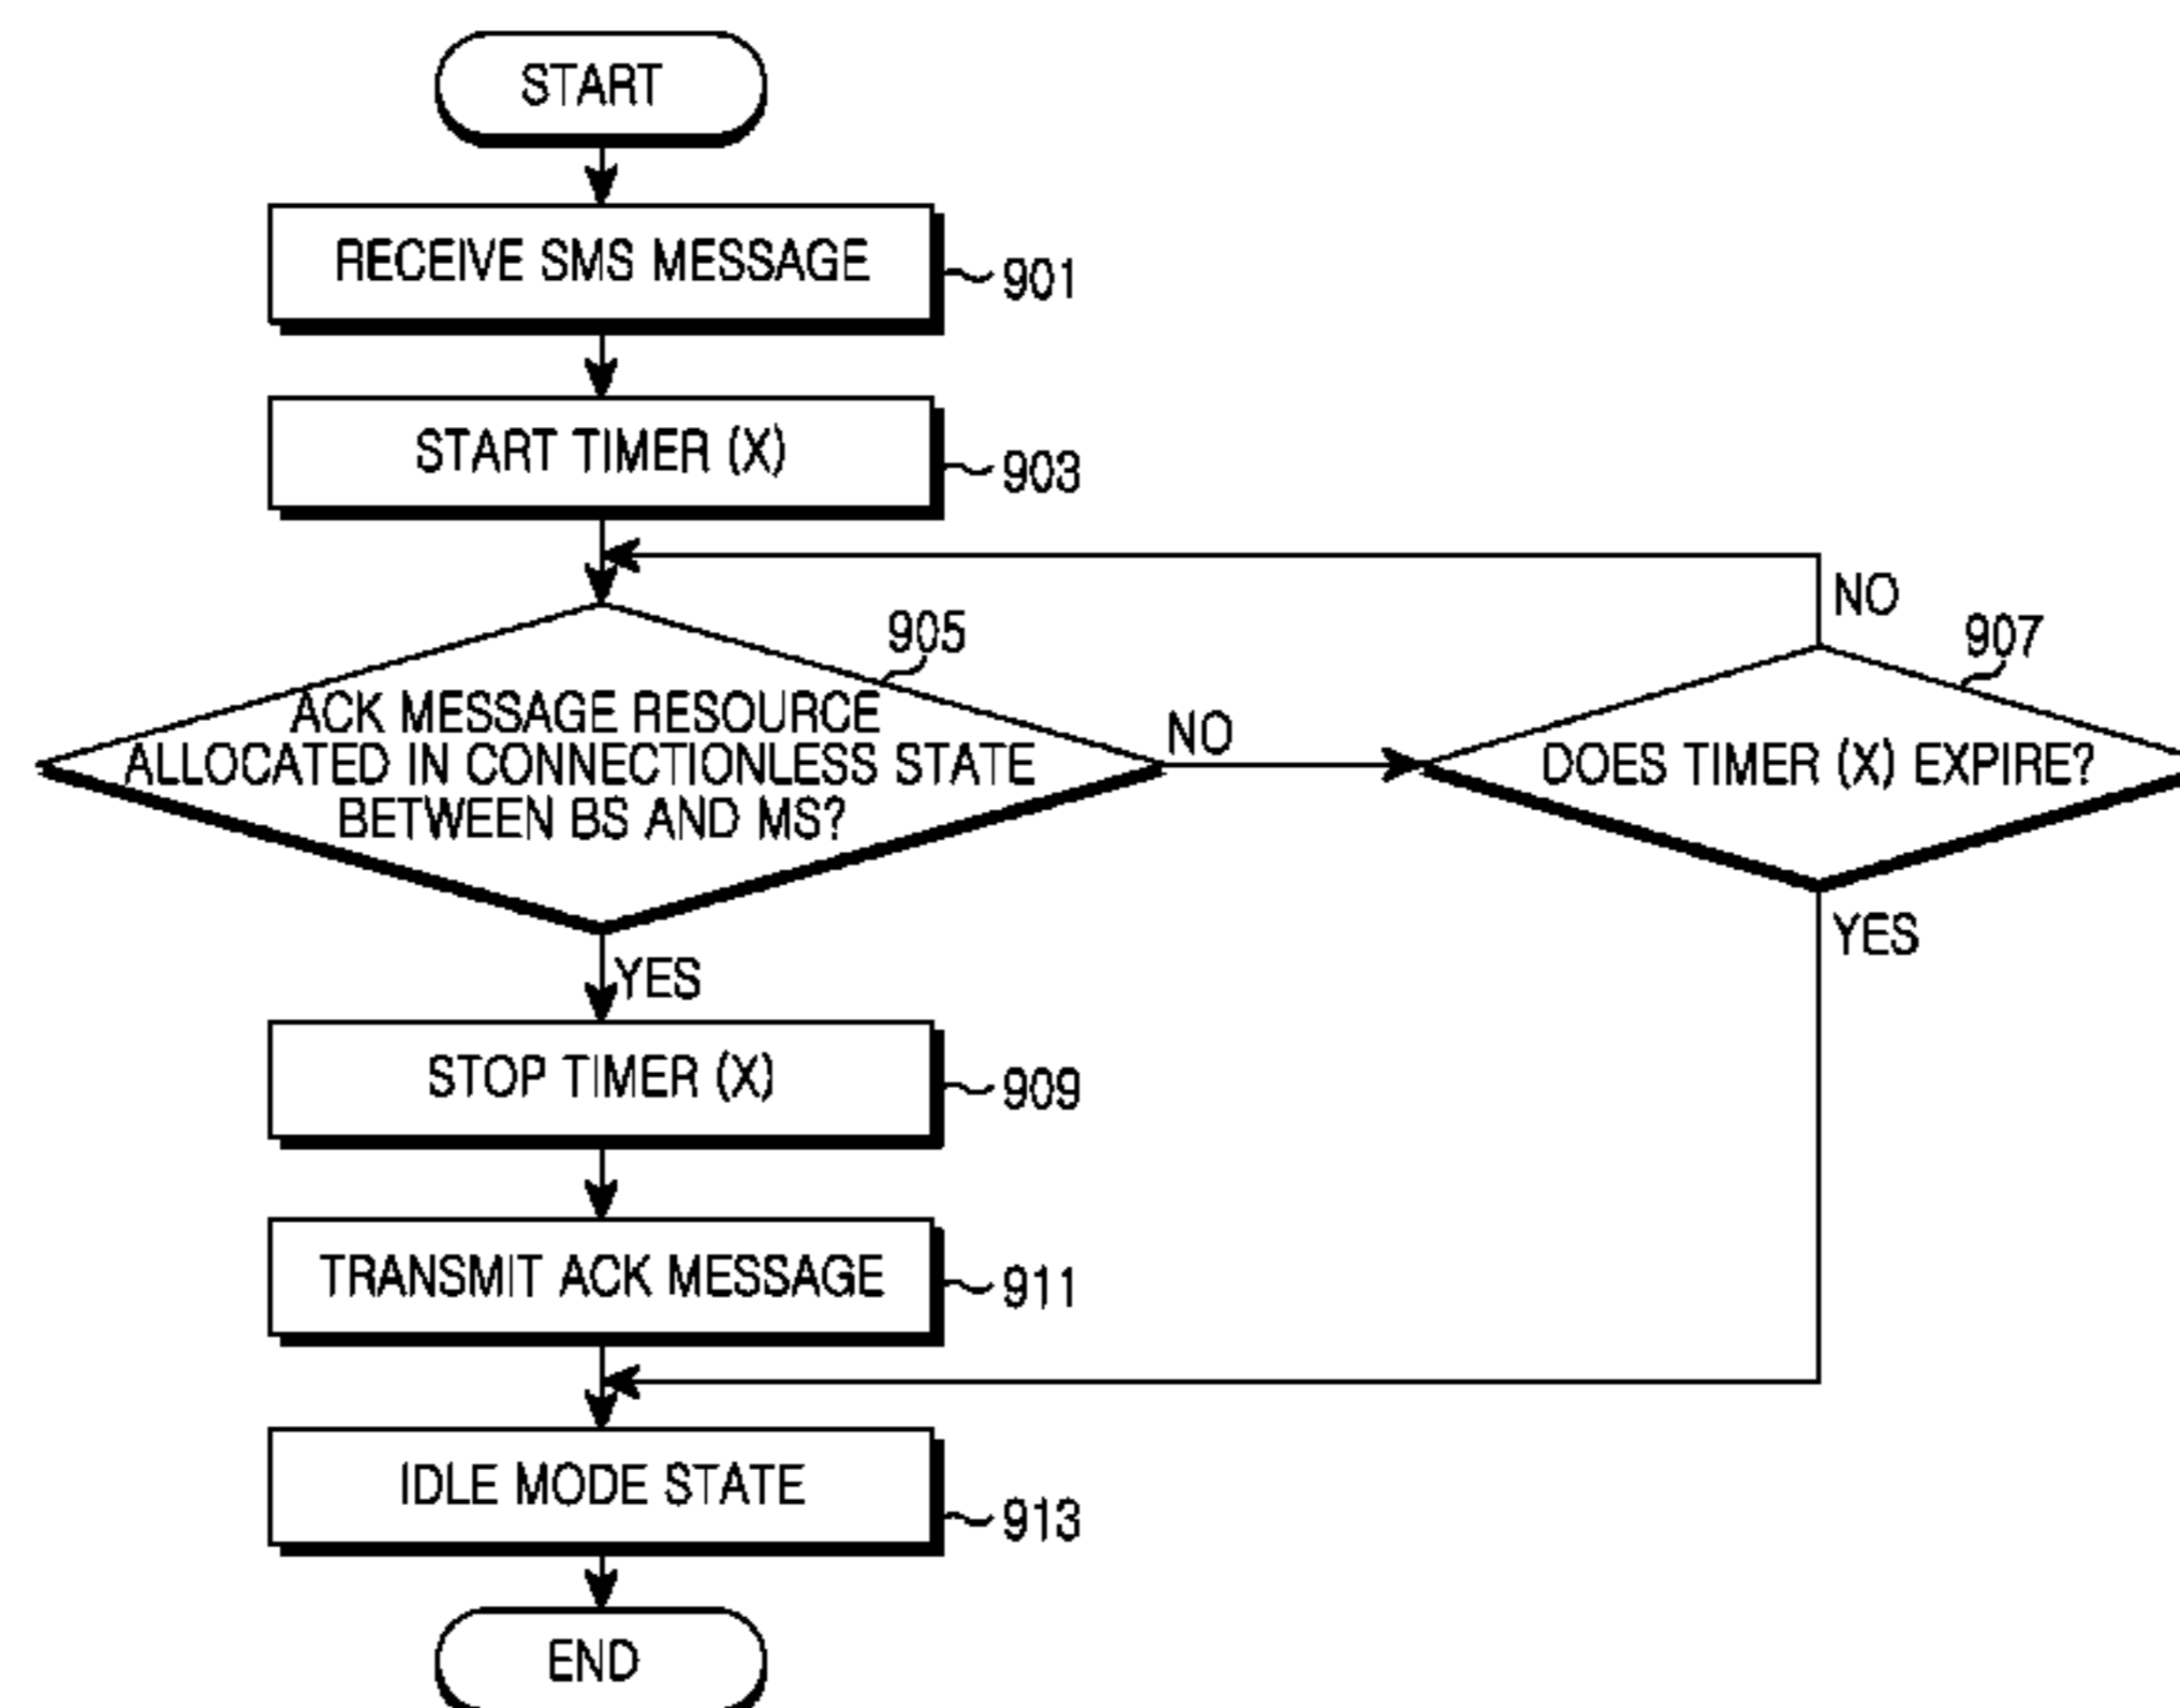 START
RECEIVE SMS MESSAGE
901
START TIMER (X)
903
NO
905
907
ACK MESSAGE RESOURCE
ALLOCATED IN CONNECTIONLESS STATE
BETWEEN BS AND MS?
NO
DOES TIMER (X) EXPIRE?
YES
YES
STOP TIMER (X)
909
TRANSMIT ACK MESSAGE
911
IDLE MODE STATE
913
END